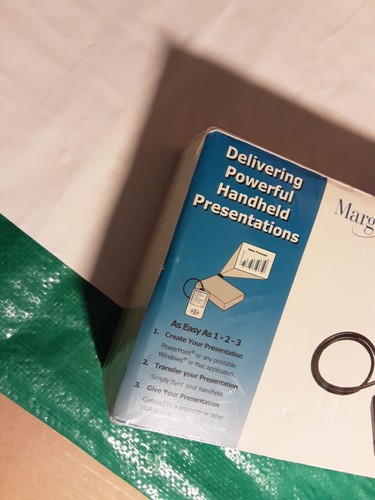 Delivering
Powerful
Handheld
Presentations
Marg
As Easy As 1 - 2 - 3
1. Create Your Presentation
PowerPoint® or any printable
Windows® or Mac application.
2. Transfer your Presentation
Simply Sync your handheld.
3. Give Your Presentation
Connect to a projector or other
VGA